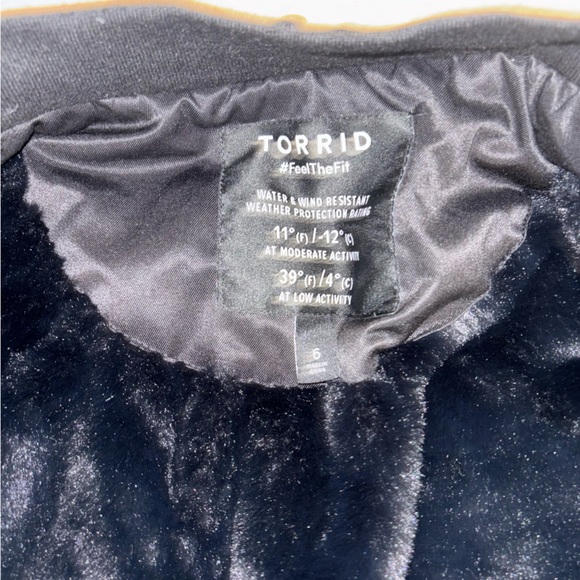 TORRID
#FeelTheFit
WATER & WIND RESISTANT
WEATHER PROTECTION RATING
11°(F)/-12°(C)
AT MODERATE ACTIVITY
39°(F)/4°(C)
AT LOW ACTIVITY
6